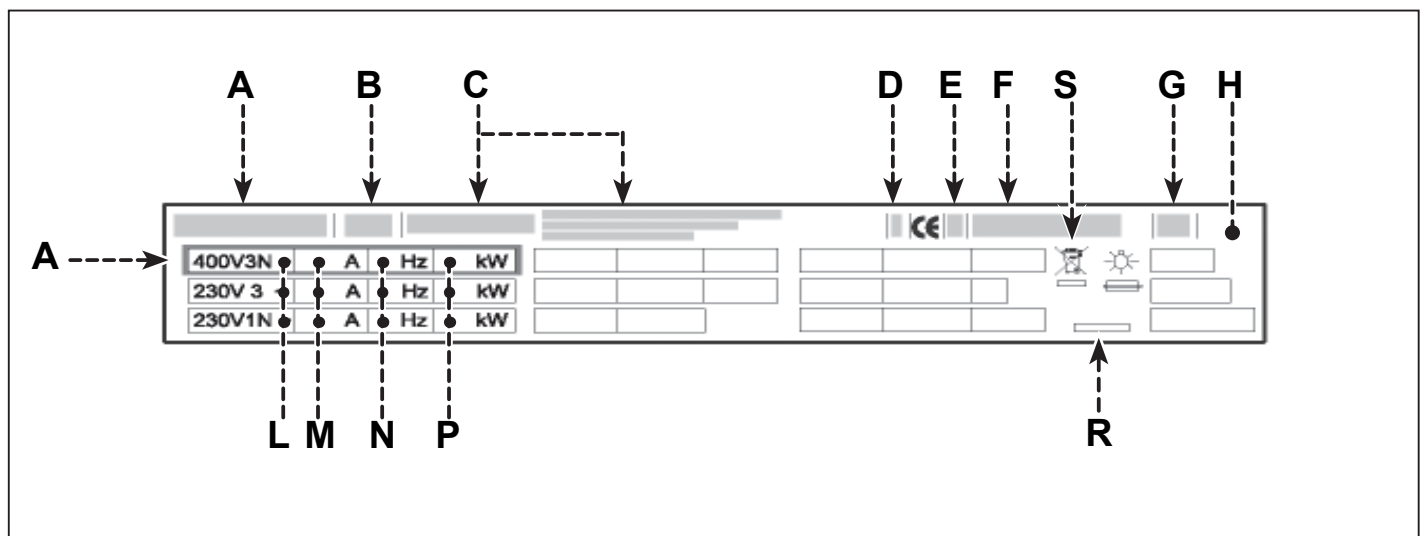 A B C D E F S G H
CE
A
400V3N A Hz kW
230V 3 A Hz kW
230V1N A Hz kW
L M N P
R